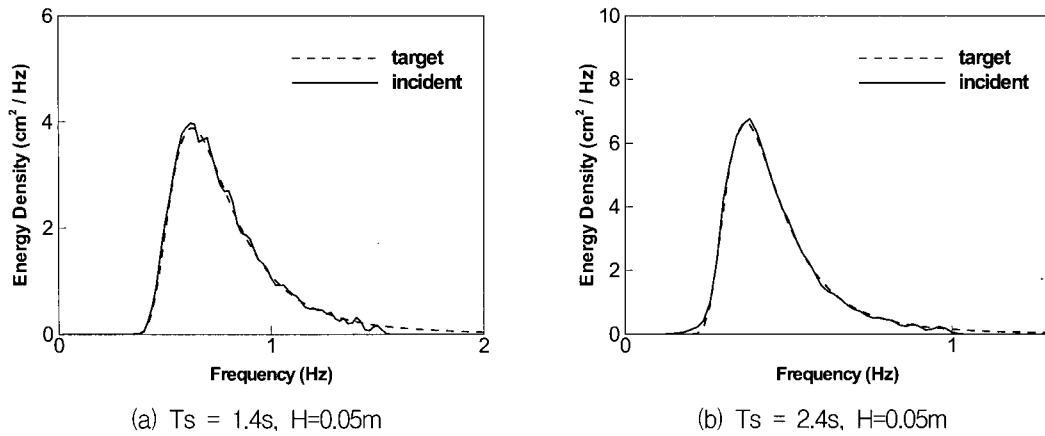 6
4
2
0
Energy Density (cm² / Hz)
target
incident
0
1
2
Frequency (Hz)
(a) Ts = 1.4s, H=0.05m
10
8
6
4
2
0
Energy Density (cm² / Hz)
target
incident
0
1
Frequency (Hz)
(b) Ts = 2.4s, H=0.05m